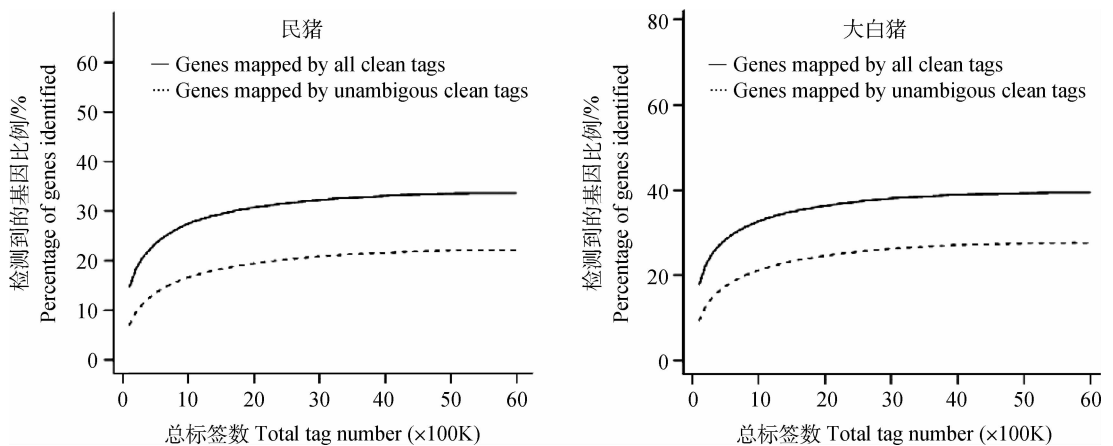 民猪
— Genes mapped by all clean tags
···· Genes mapped by unambigous clean tags
检测到的基因比例/%
Percentage of genes identified
60
50
40
30
20
10
0
0 10 20 30 40 50 60
总标签数 Total tag number (×100K)
大白猪
— Genes mapped by all clean tags
···· Genes mapped by unambigous clean tags
检测到的基因比例/%
Percentage of genes identified
80
60
40
20
0
0 10 20 30 40 50 60
总标签数 Total tag number (×100K)